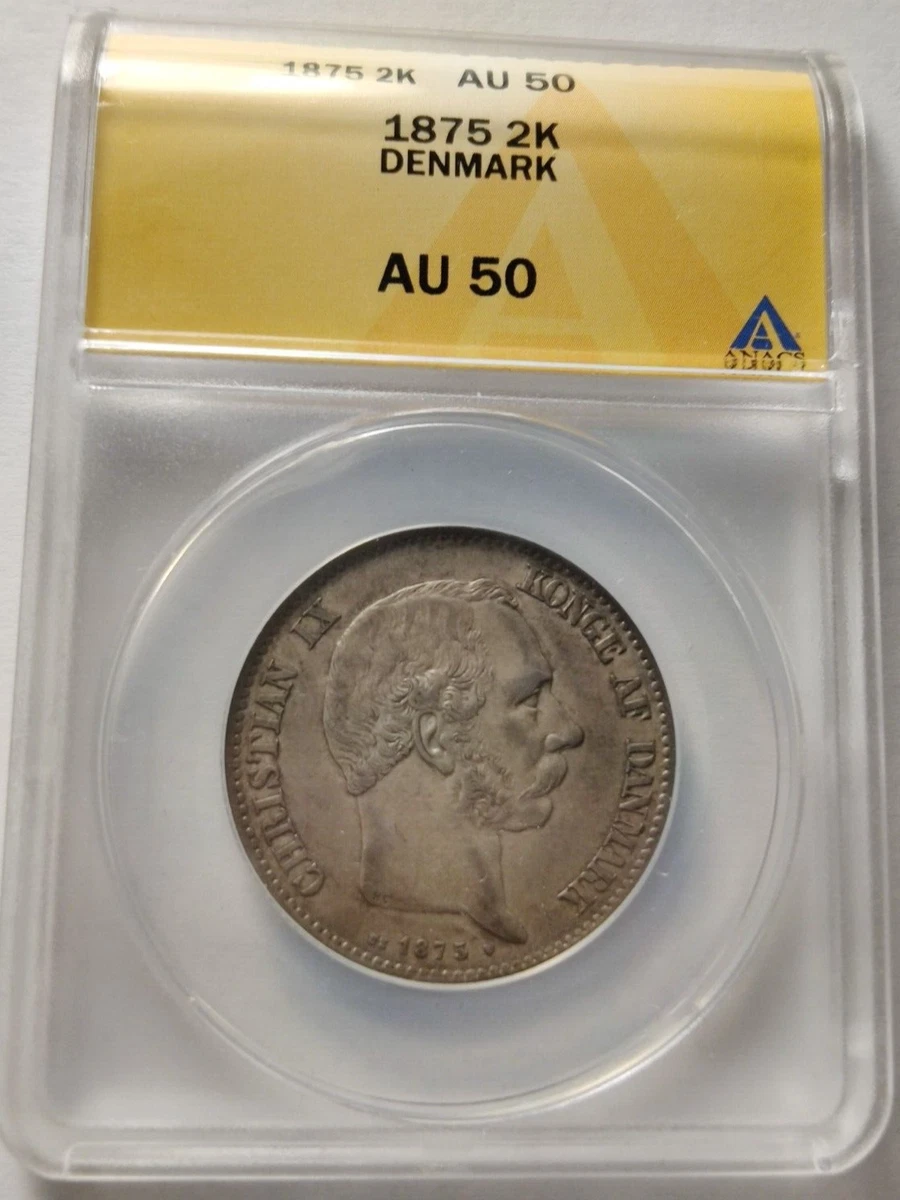 1875 2K AU 50
1875 2K
DENMARK
AU 50
ANACS
CHRISTIAN IX KONGE AF DANMARK
1875